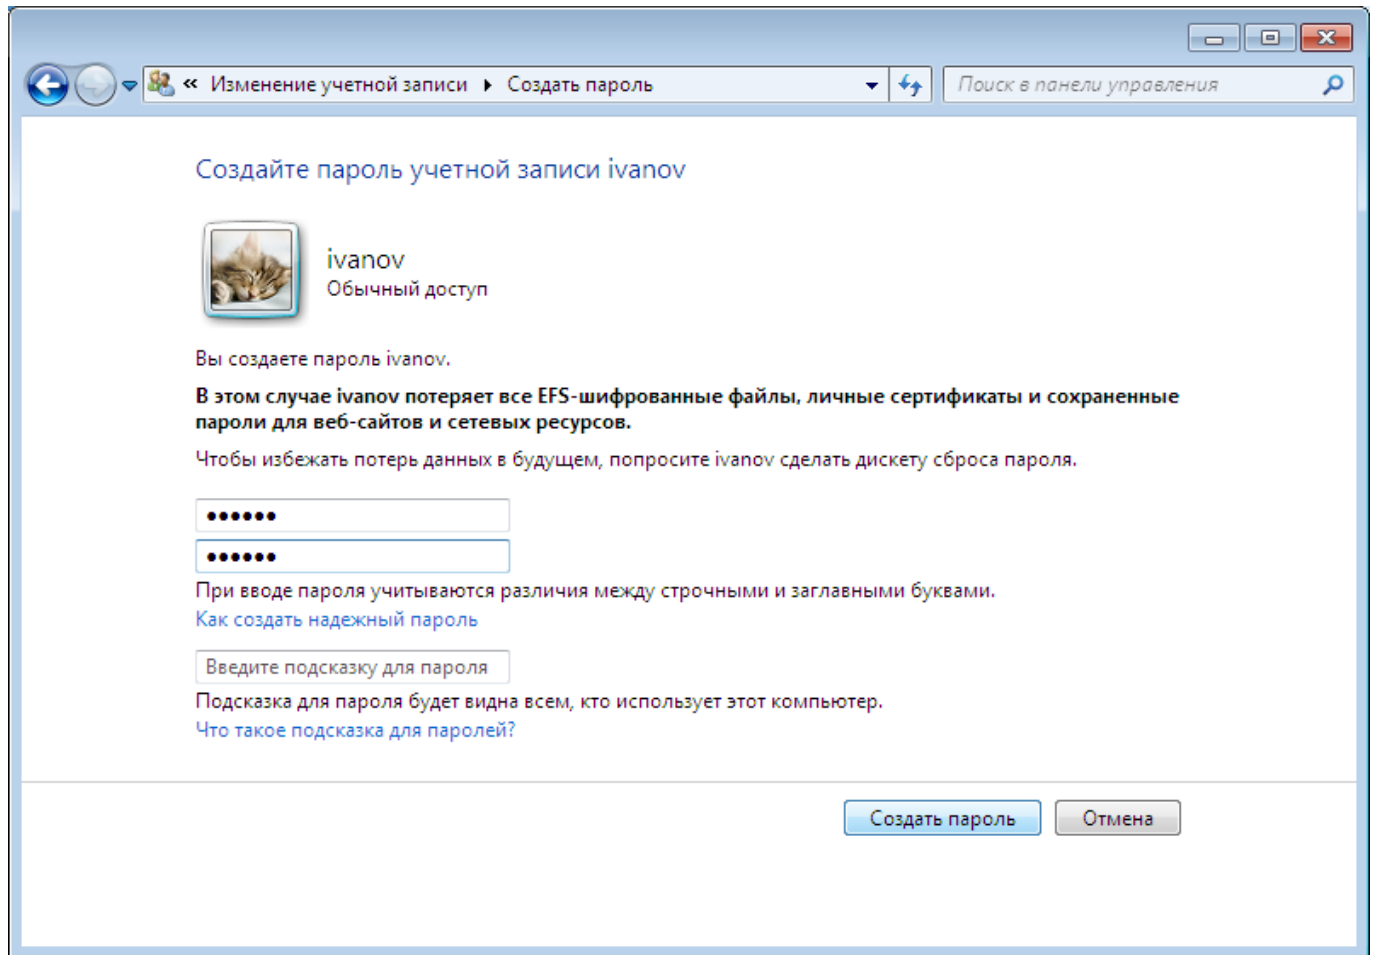 « Изменение учетной записи ▸ Создать пароль
Поиск в панели управления
Создайте пароль учетной записи ivanov
ivanov
Обычный доступ
Вы создаете пароль ivanov.
В этом случае ivanov потеряет все EFS-шифрованные файлы, личные сертификаты и сохраненные
пароли для веб-сайтов и сетевых ресурсов.
Чтобы избежать потерь данных в будущем, попросите ivanov сделать дискету сброса пароля.
●●●●●●
●●●●●●
При вводе пароля учитываются различия между строчными и заглавными буквами.
Как создать надежный пароль
Введите подсказку для пароля
Подсказка для пароля будет видна всем, кто использует этот компьютер.
Что такое подсказка для паролей?
Создать пароль
Отмена